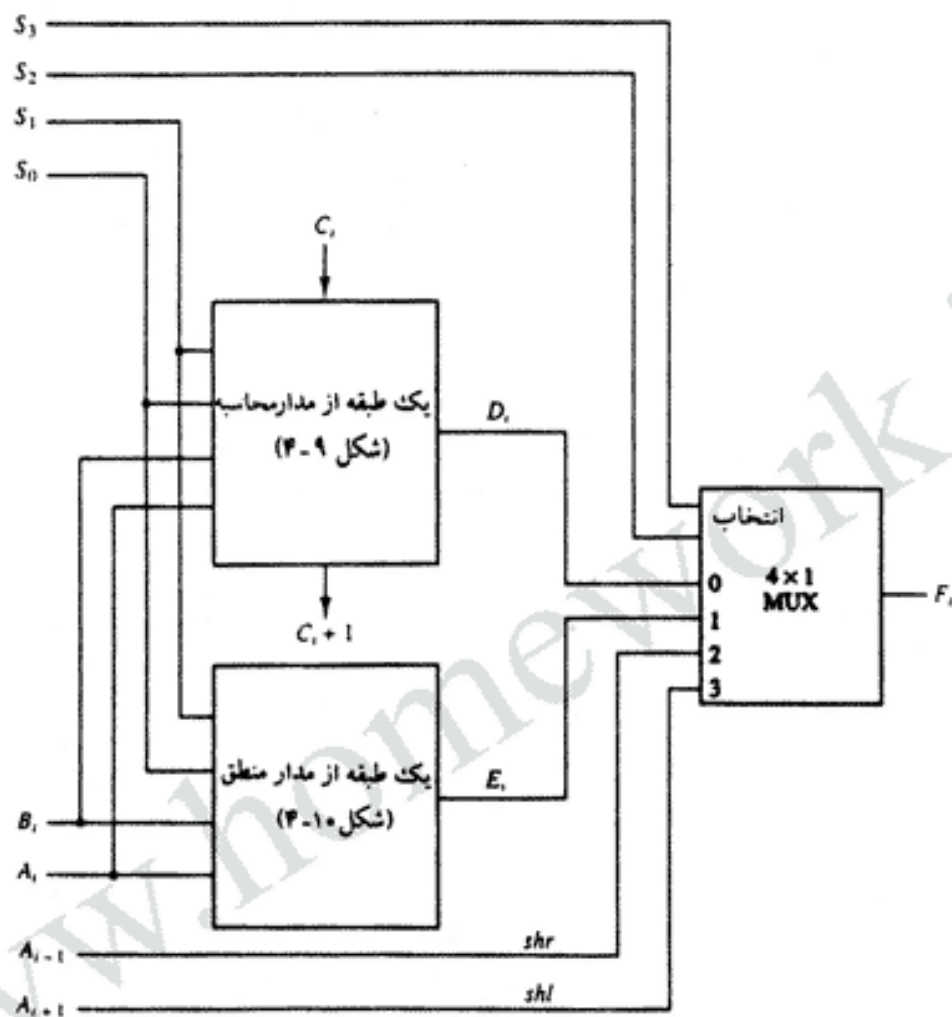 S₃
S₂
S₁
S₀
Cᵢ
یک طبقه از مدارمحاسبه
(شکل ۹-۴)
Dᵢ
Cᵢ + 1
انتخاب
4 × 1
MUX
0
1
2
3
Fᵢ
یک طبقه از مدار منطق
(شکل ۱۰-۴)
Eᵢ
Bᵢ
Aᵢ
Aᵢ₋₁
shr
Aᵢ₊₁
shl
www.homework